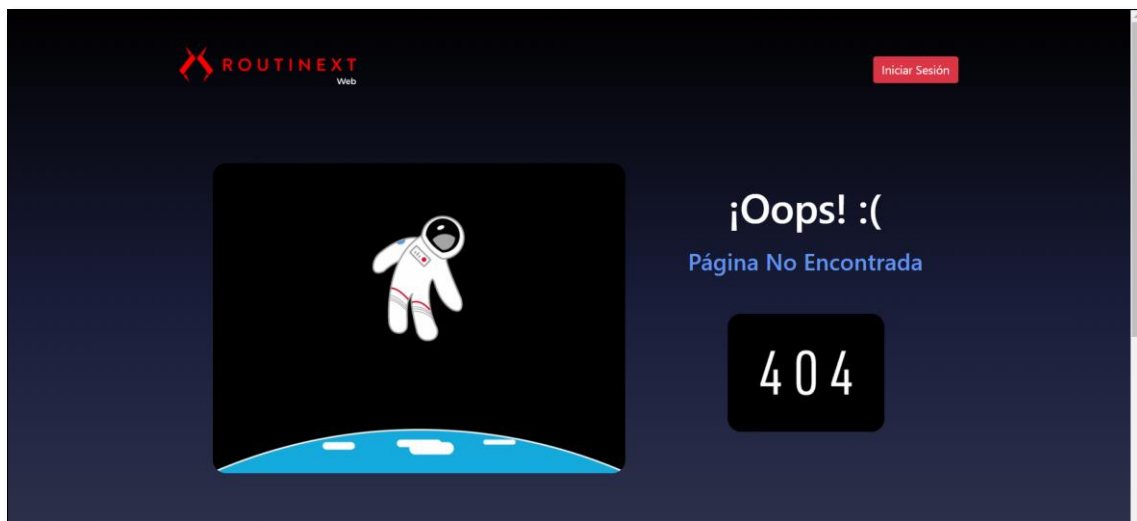 ROUTINEXT
Web
Iniciar Sesión
¡Oops! :(
Página No Encontrada
404